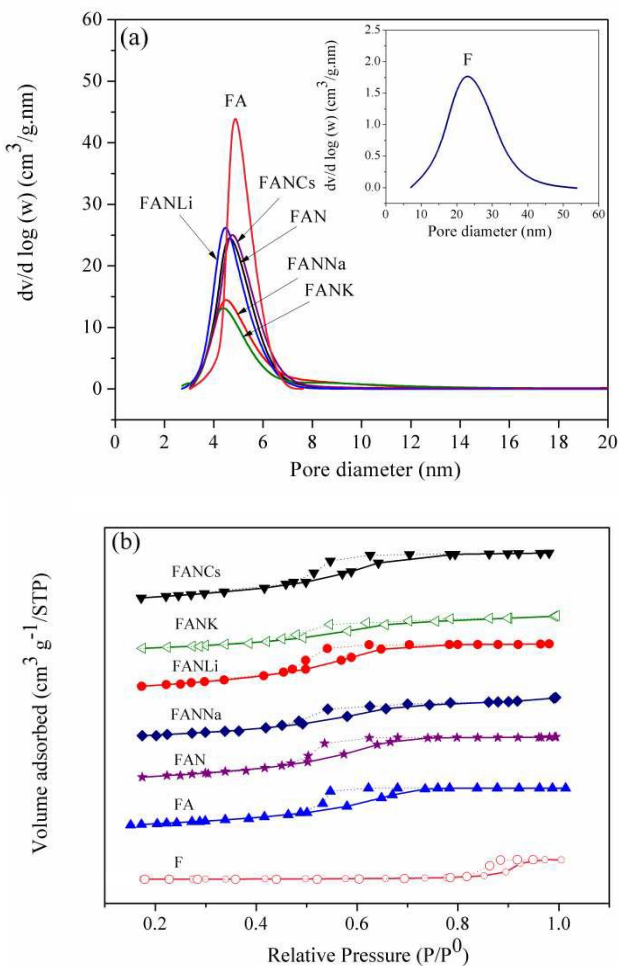 (a)
60
50
40
30
20
10
0
dv/d log (w) (cm³/g.nm)
FA
FANLi
FANCs
FAN
FANNa
FANK
0 2 4 6 8 10 12 14 16 18 20
Pore diameter (nm)
F
2.5
2.0
1.5
1.0
0.5
0.0
dv/d log (w) (cm³/g.nm)
0 10 20 30 40 50 60
Pore diameter (nm)
(b)
Volume adsorbed (cm³ g⁻¹/STP)
FANCs
FANK
FANLi
FANNa
FAN
FA
F
0.2 0.4 0.6 0.8 1.0
Relative Pressure (P/P⁰)